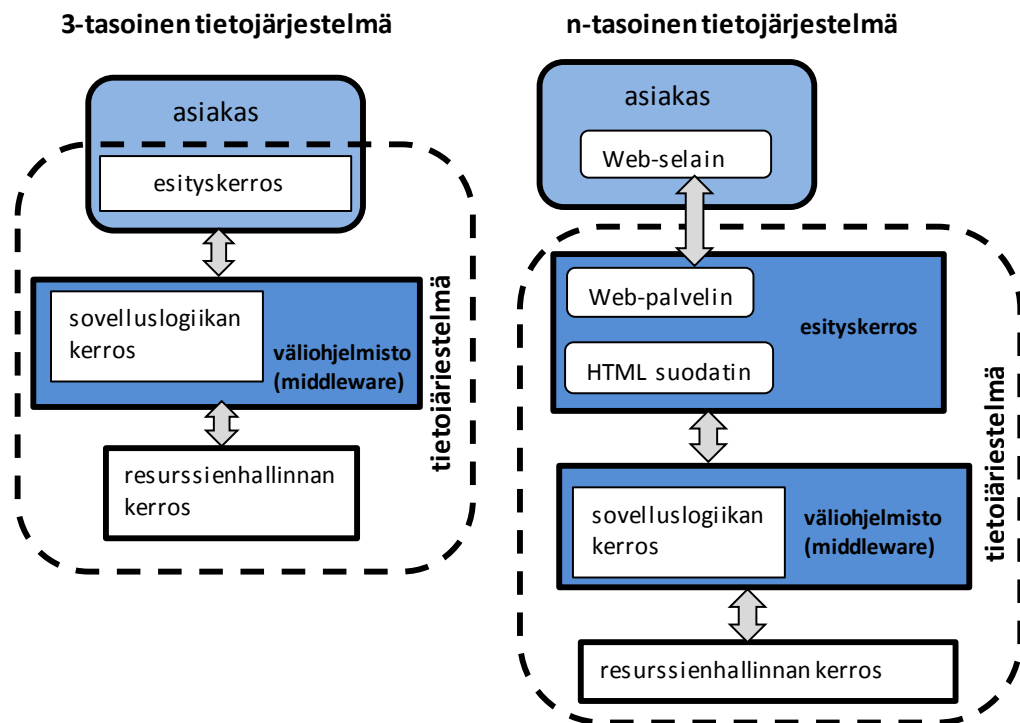 3-tasoinen tietojärjestelmä
asiakas
esityskerros
sovelluslogiikan
kerros
väliohjelmisto
(middleware)
resurssienhallinnan
kerros
tietojärjestelmä
n-tasoinen tietojärjestelmä
asiakas
Web-selain
Web-palvelin
esityskerros
HTML suodatin
sovelluslogiikan
kerros
väliohjelmisto
(middleware)
resurssienhallinnan kerros
tietojärjestelmä